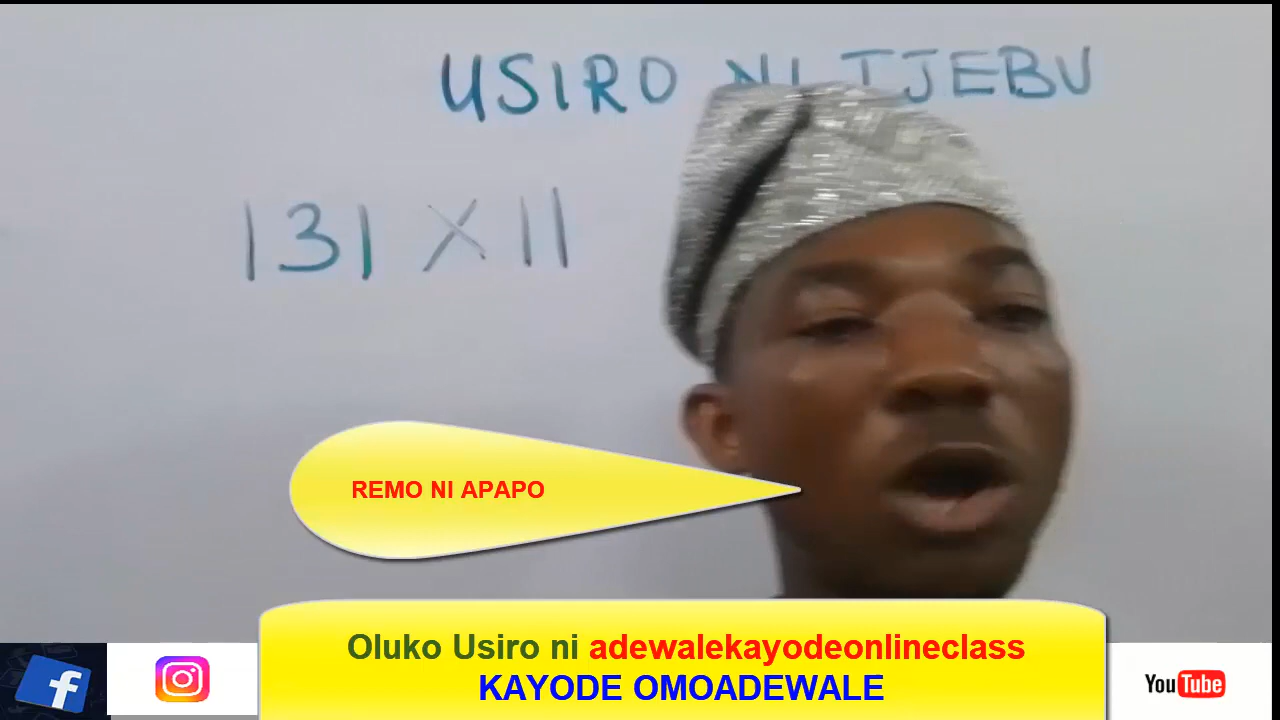 USIRO NI IJEBU
131 X 11
REMO NI APAPO
Oluko Usiro ni adewalekayodeonlineclass
KAYODE OMOADEWALE
f
YouTube